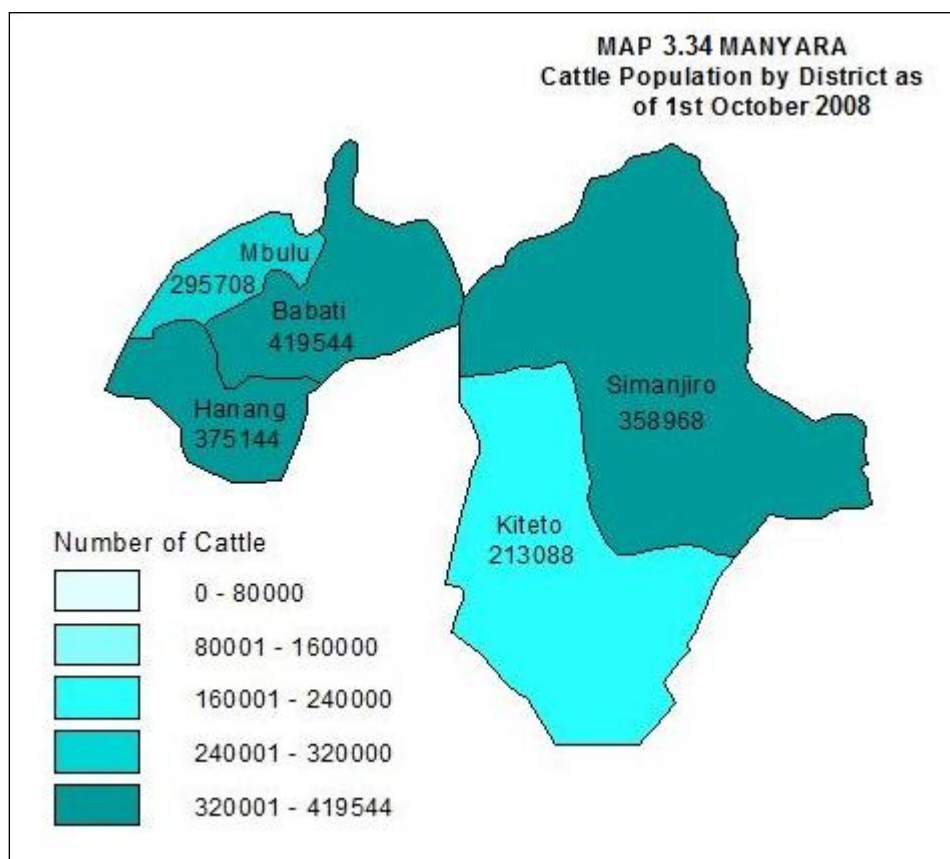 MAP 3.34 MANYARA
Cattle Population by District as
of 1st October 2008
Mbulu
295708
Babati
419544
Hanang
375144
Simanjiro
358968
Kiteto
213088
Number of Cattle
0 - 80000
80001 - 160000
160001 - 240000
240001 - 320000
320001 - 419544